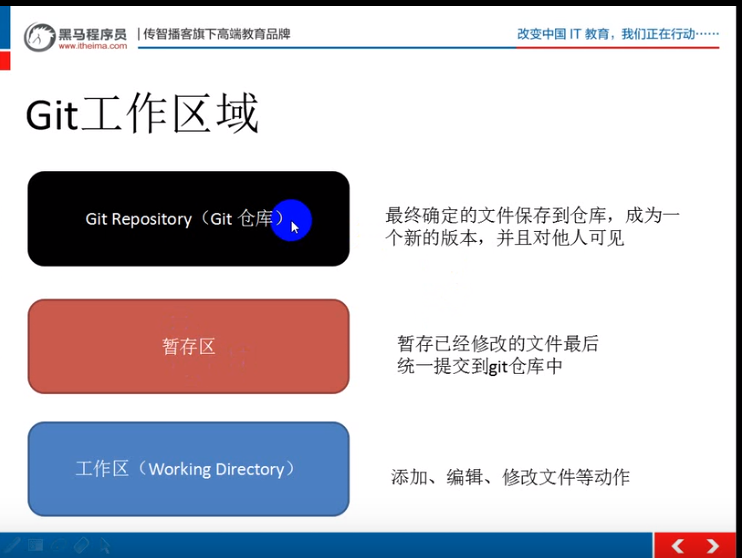 黑马程序员
www.itheima.com
传智播客旗下高端教育品牌
改变中国 IT 教育，我们正在行动······
Git工作区域
Git Repository（Git 仓库）
最终确定的文件保存到仓库，成为一
个新的版本，并且对他人可见
暂存区
暂存已经修改的文件最后
统一提交到git仓库中
工作区（Working Directory）
添加、编辑、修改文件等动作